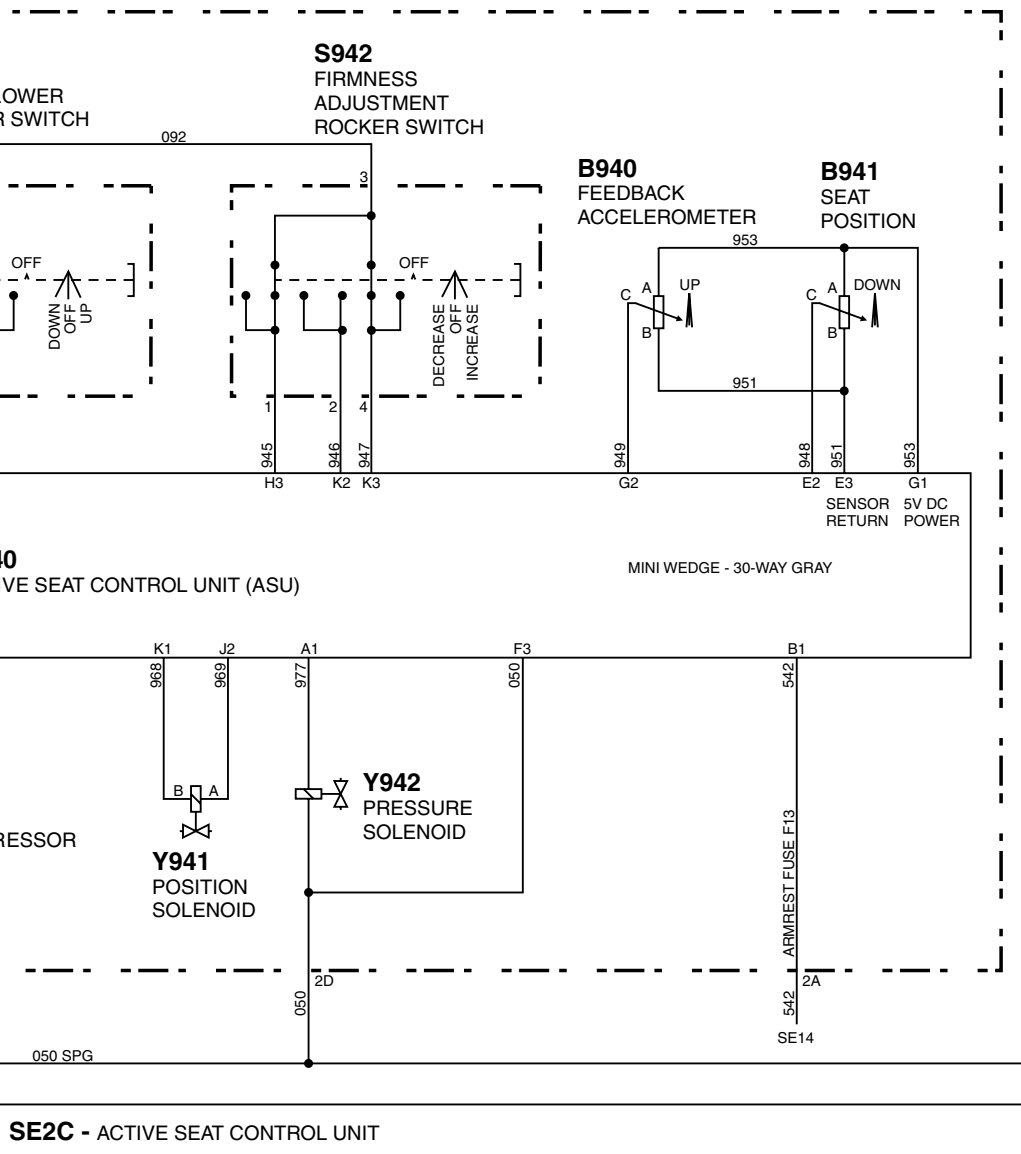 S942
FIRMNESS
ADJUSTMENT
ROCKER SWITCH
OWER
SWITCH
092
3
B940
FEEDBACK
ACCELEROMETER
B941
SEAT
POSITION
953
OFF
DOWN
OFF
UP
OFF
DECREASE
OFF
INCREASE
C
A
B
UP
C
A
B
DOWN
951
1
2
4
945
946
947
949
948
951
953
H3
K2
K3
G2
E2
E3
G1
SENSOR
RETURN
5V DC
POWER
40
IVE SEAT CONTROL UNIT (ASU)
MINI WEDGE - 30-WAY GRAY
K1
J2
A1
F3
B1
968
969
977
050
542
B
A
Y942
PRESSURE
SOLENOID
RESSOR
Y941
POSITION
SOLENOID
ARMREST FUSE F13
2D
2A
050
542
SE14
050 SPG
SE2C - ACTIVE SEAT CONTROL UNIT